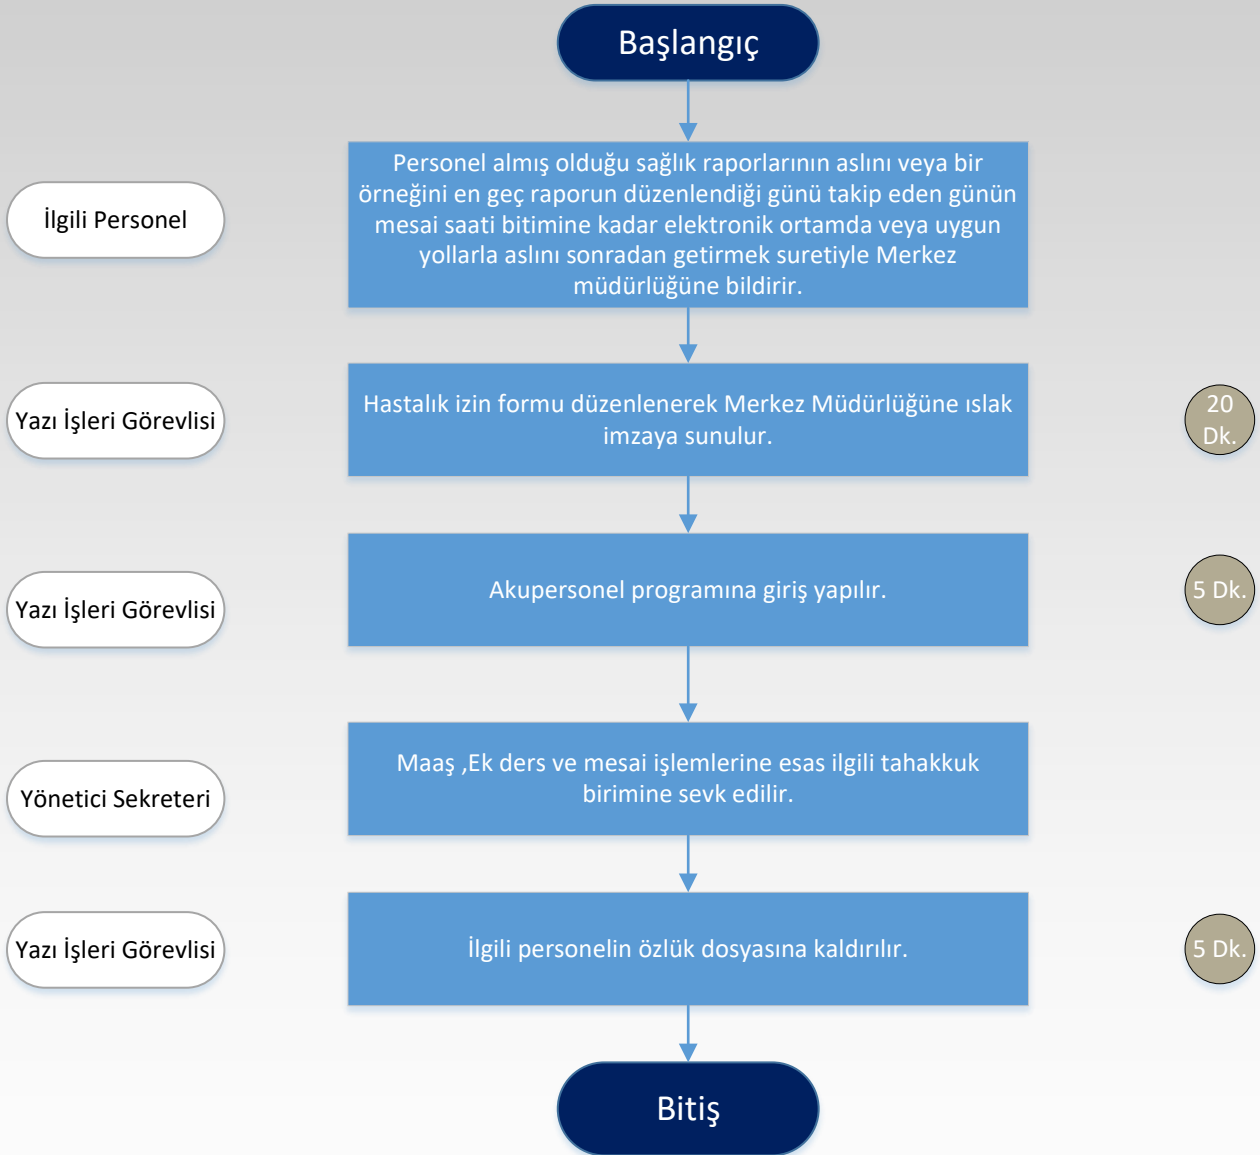 Başlangıç
İlgili Personel
Personel almış olduğu sağlık raporlarının aslını veya bir
örneğini en geç raporun düzenlendiği günü takip eden günün
mesai saati bitimine kadar elektronik ortamda veya uygun
yollarla aslını sonradan getirmek suretiyle Merkez
müdürlüğüne bildirir.
Yazı İşleri Görevlisi
Hastalık izin formu düzenlenerek Merkez Müdürlüğüne ıslak
imzaya sunulur.
20
Dk.
Yazı İşleri Görevlisi
Akupersonel programına giriş yapılır.
5 Dk.
Yönetici Sekreteri
Maaş ,Ek ders ve mesai işlemlerine esas ilgili tahakkuk
birimine sevk edilir.
Yazı İşleri Görevlisi
İlgili personelin özlük dosyasına kaldırılır.
5 Dk.
Bitiş